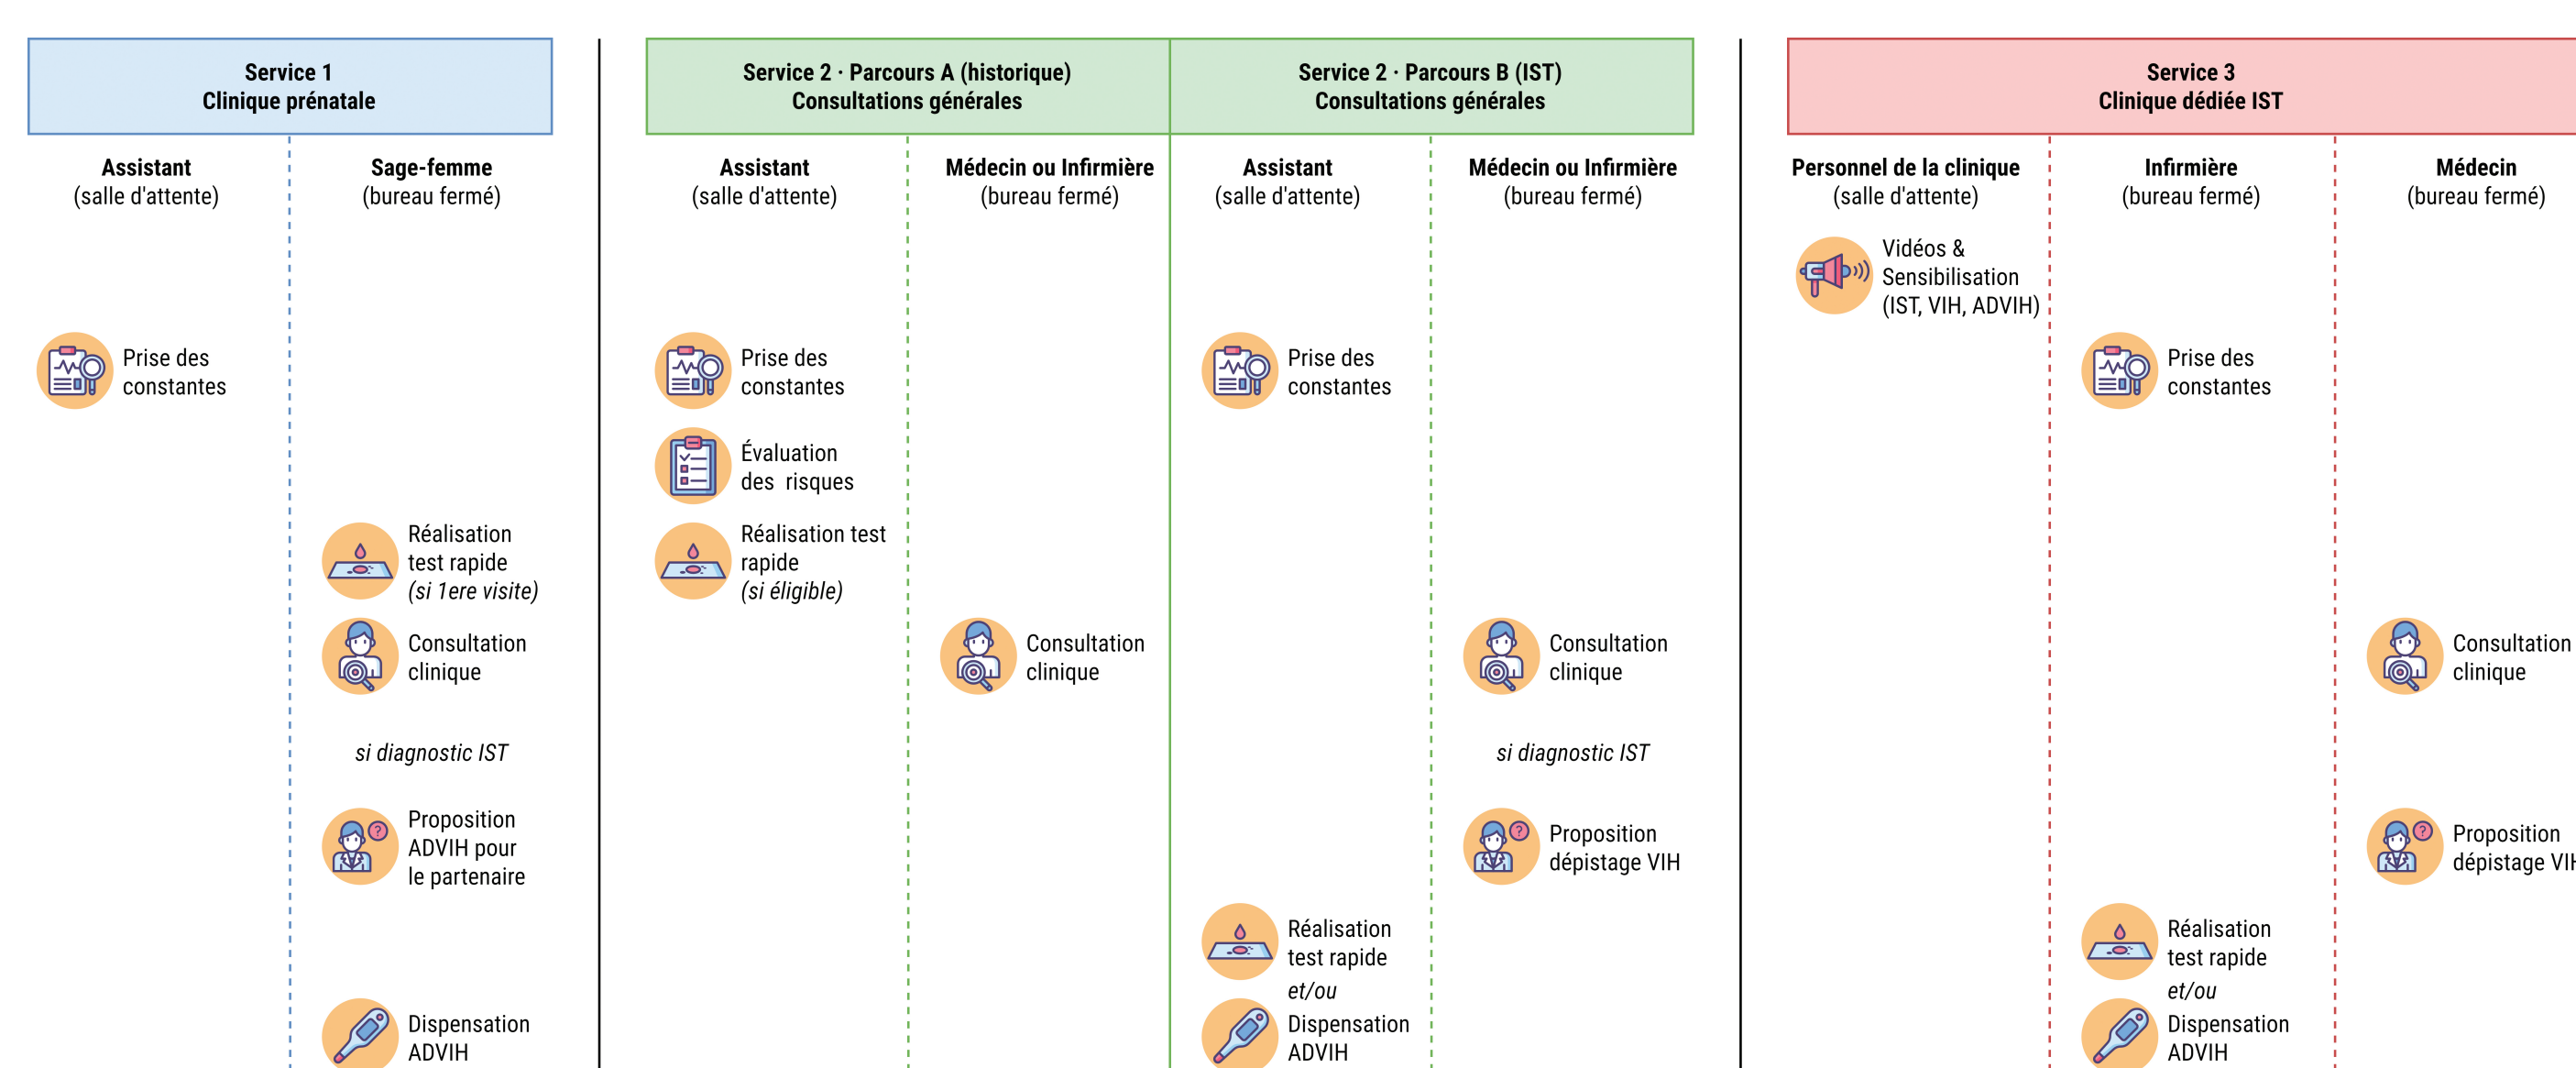 Service 1
Clinique prénatale
Service 2 · Parcours A (historique)
Consultations générales
Service 2 · Parcours B (IST)
Consultations générales
Service 3
Clinique dédiée IST
Assistant
(salle d'attente)
Sage-femme
(bureau fermé)
Assistant
(salle d'attente)
Médecin ou Infirmière
(bureau fermé)
Assistant
(salle d'attente)
Médecin ou Infirmière
(bureau fermé)
Personnel de la clinique
(salle d'attente)
Infirmière
(bureau fermé)
Médecin
(bureau fermé)
Vidéos &
Sensibilisation
(IST, VIH, ADVIH)
Prise des
constantes
Prise des
constantes
Prise des
constantes
Prise des
constantes
Évaluation
des risques
Réalisation
test rapide
(si 1ere visite)
Réalisation test
rapide
(si éligible)
Consultation
clinique
Consultation
clinique
Consultation
clinique
Consultation
clinique
si diagnostic IST
si diagnostic IST
Proposition
ADVIH pour
le partenaire
Proposition
dépistage VIH
Proposition
dépistage VIH
Réalisation
test rapide
et/ou
Réalisation
test rapide
et/ou
Dispensation
ADVIH
Dispensation
ADVIH
Dispensation
ADVIH